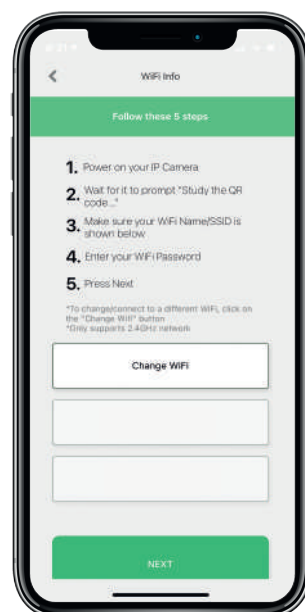 WiFi Info
Follow these 5 steps
1. Power on your IP Camera
2. Wait for it to prompt "Study the QR
code..."
3. Make sure your WiFi Name/SSID is
shown below
4. Enter your WiFi Password
5. Press Next
*To change/connect to a different WiFi, click on
the "Change Wifi" button
*Only supports 2.4GHz network
Change WiFi
NEXT